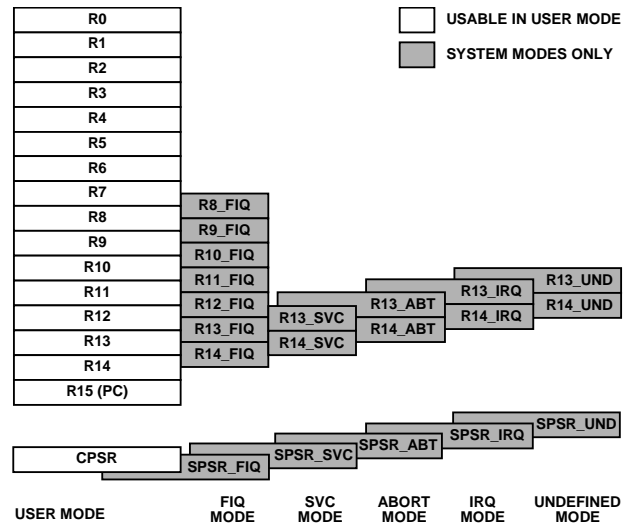 R0
R1
R2
R3
R4
R5
R6
R7
R8
R9
R10
R11
R12
R13
R14
R15 (PC)
USABLE IN USER MODE
SYSTEM MODES ONLY
R8_FIQ
R9_FIQ
R10_FIQ
R11_FIQ
R12_FIQ
R13_FIQ
R14_FIQ
R13_SVC
R14_SVC
R13_ABT
R14_ABT
R13_IRQ
R14_IRQ
R13_UND
R14_UND
CPSR
SPSR_FIQ
SPSR_SVC
SPSR_ABT
SPSR_IRQ
SPSR_UND
USER MODE
FIQ
MODE
SVC
MODE
ABORT
MODE
IRQ
MODE
UNDEFINED
MODE